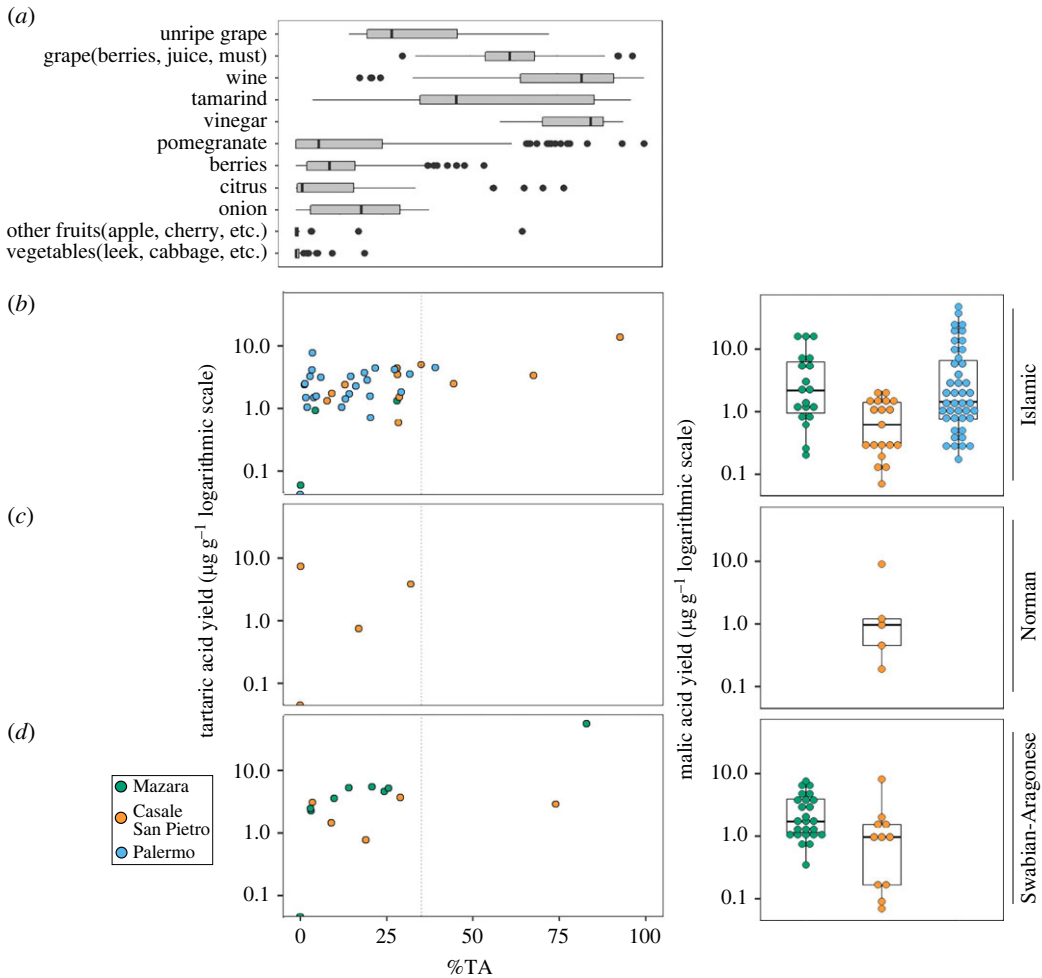 (a)
unripe grape
grape(berries, juice, must)
wine
tamarind
vinegar
pomegranate
berries
citrus
onion
other fruits(apple, cherry, etc.)
vegetables(leek, cabbage, etc.)
(b)
10.0
1.0
0.1
10.0
1.0
0.1
Islamic
(c)
tartaric acid yield (µg g⁻¹ logarithmic scale)
10.0
1.0
0.1
malic acid yield (µg g⁻¹ logarithmic scale)
10.0
1.0
0.1
Norman
(d)
Mazara
Casale
San Pietro
Palermo
10.0
1.0
0.1
0 25 50 75 100
%TA
10.0
1.0
0.1
Swabian-Aragonese